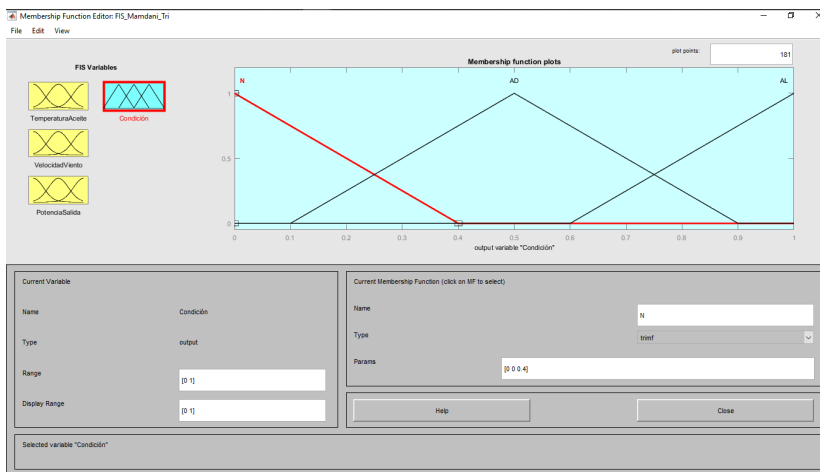 Membership Function Editor: FIS_Mamdani_Tri
File Edit View
plot points: 181
FIS Variables
Membership function plots
N AD AL
TemperaturaAceite Condición
VelocidadViento
PotenciaSalida
1
0.5
0
0 0.1 0.2 0.3 0.4 0.5 0.6 0.7 0.8 0.9 1
output variable "Condición"
Current Variable
Name Condición
Type output
Range [0 1]
Display Range [0 1]
Current Membership Function (click on MF to select)
Name N
Type trimf
Params [0 0 0.4]
Help Close
Selected variable "Condición"